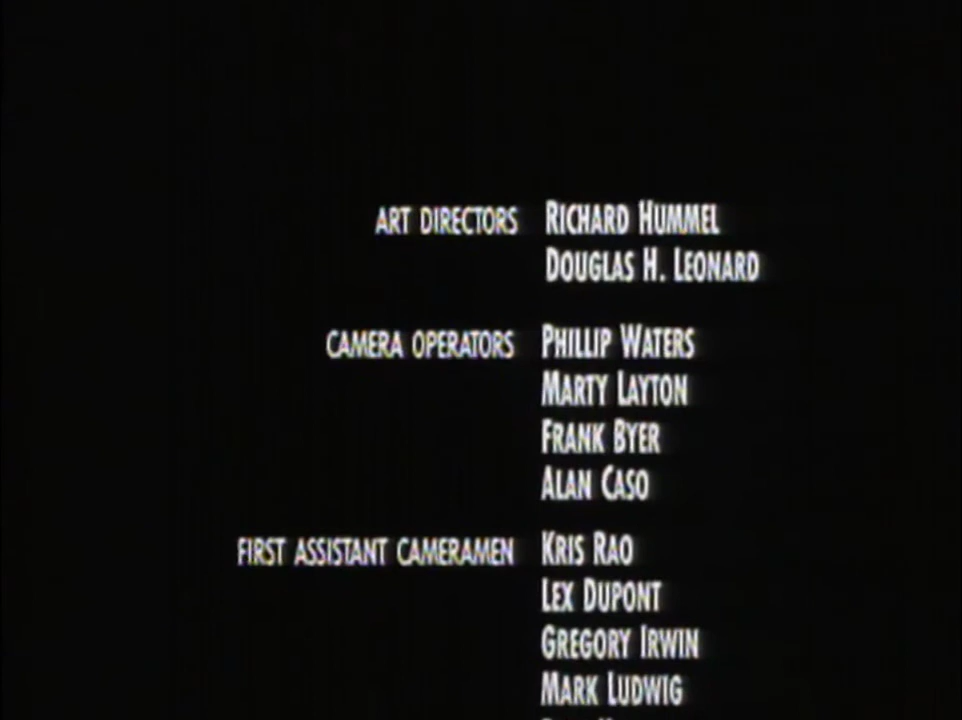 ART DIRECTORS RICHARD HUMMEL
DOUGLAS H. LEONARD
CAMERA OPERATORS PHILLIP WATERS
MARTY LAYTON
FRANK BYER
ALAN CASO
FIRST ASSISTANT CAMERAMEN KRIS RAO
LEX DUPONT
GREGORY IRWIN
MARK LUDWIG